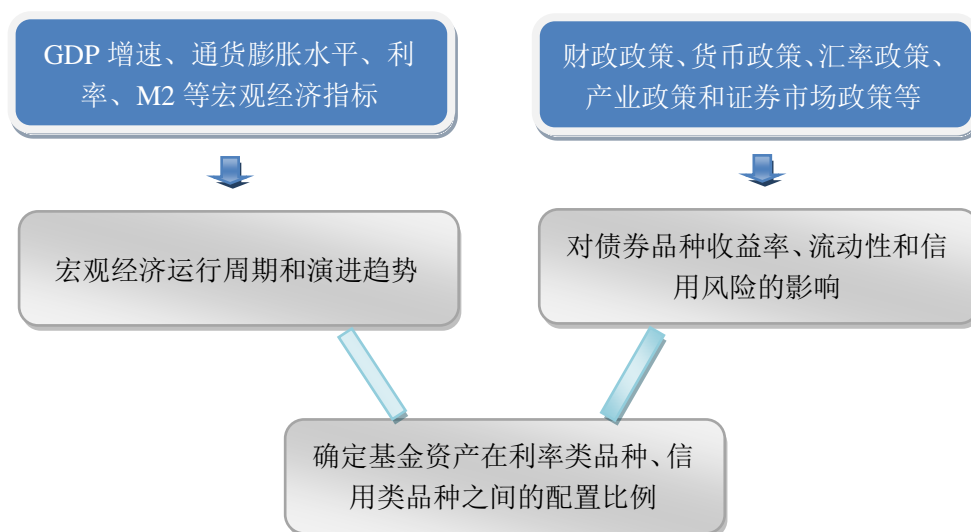 GDP 增速、通货膨胀水平、利
率、M2 等宏观经济指标
财政政策、货币政策、汇率政策、
产业政策和证券市场政策等
宏观经济运行周期和演进趋势
对债券品种收益率、流动性和信
用风险的影响
确定基金资产在利率类品种、信
用类品种之间的配置比例